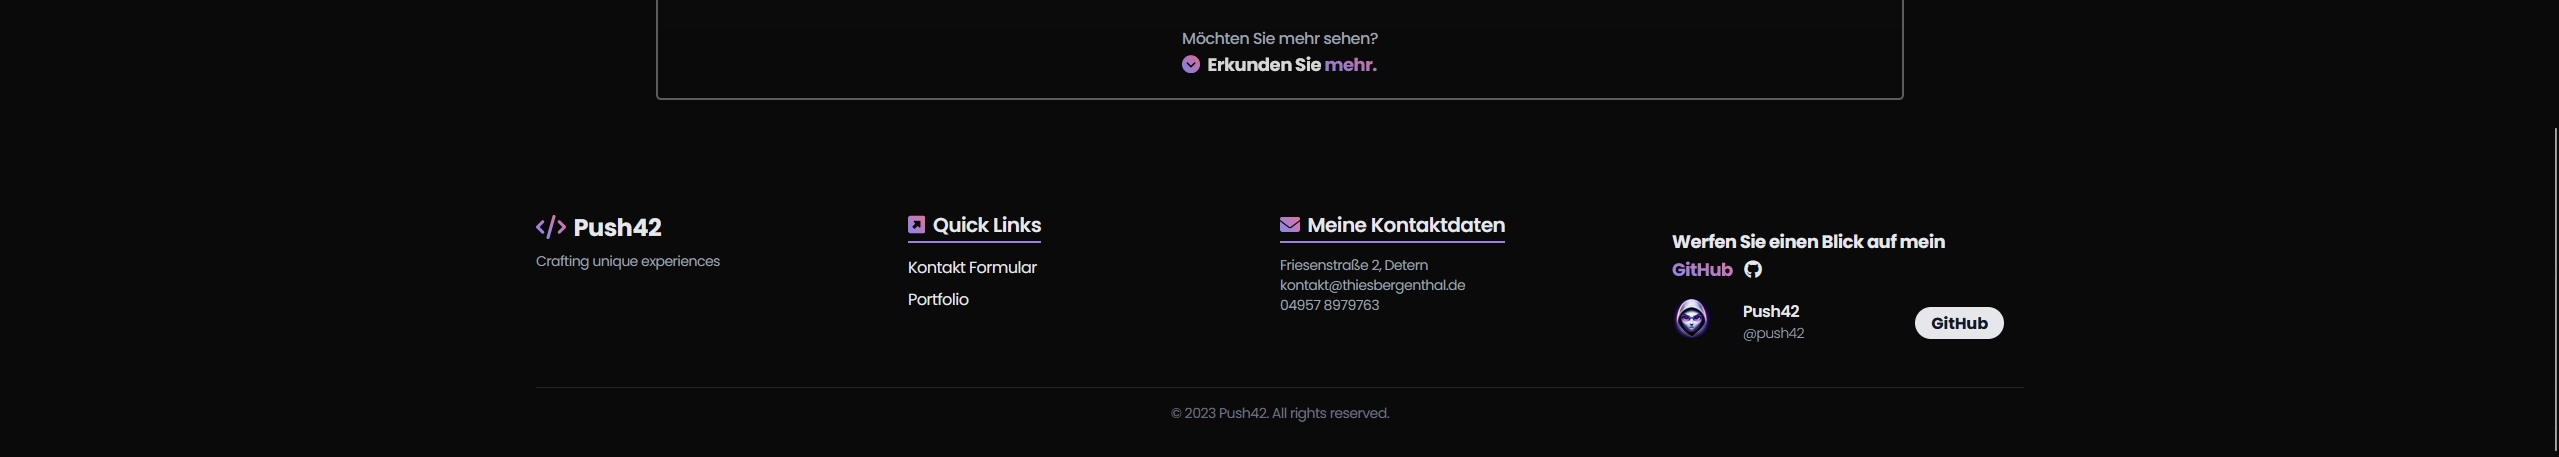 Möchten Sie mehr sehen?
Erkunden Sie mehr.
Push42
Crafting unique experiences
Quick Links
Kontakt Formular
Portfolio
Meine Kontaktdaten
Friesenstraße 2, Detern
kontakt@thiesbergenthal.de
04957 8979763
Werfen Sie einen Blick auf mein
GitHub
Push42
@push42
GitHub
© 2023 Push42. All rights reserved.